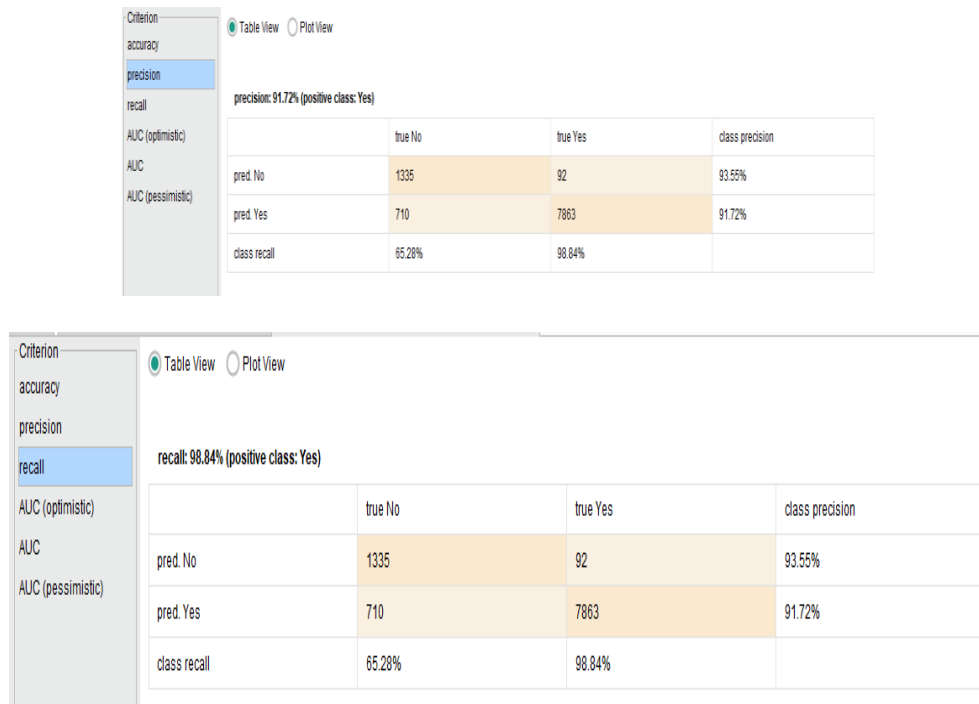 Criterion
accuracy
precision
recall
AUC (optimistic)
AUC
AUC (pessimistic)
Table View Plot View
precision: 91.72% (positive class: Yes)
true No true Yes class precision
pred. No 1335 92 93.55%
pred. Yes 710 7863 91.72%
class recall 65.28% 98.84%
Criterion
accuracy
precision
recall
AUC (optimistic)
AUC
AUC (pessimistic)
Table View Plot View
recall: 98.84% (positive class: Yes)
true No true Yes class precision
pred. No 1335 92 93.55%
pred. Yes 710 7863 91.72%
class recall 65.28% 98.84%